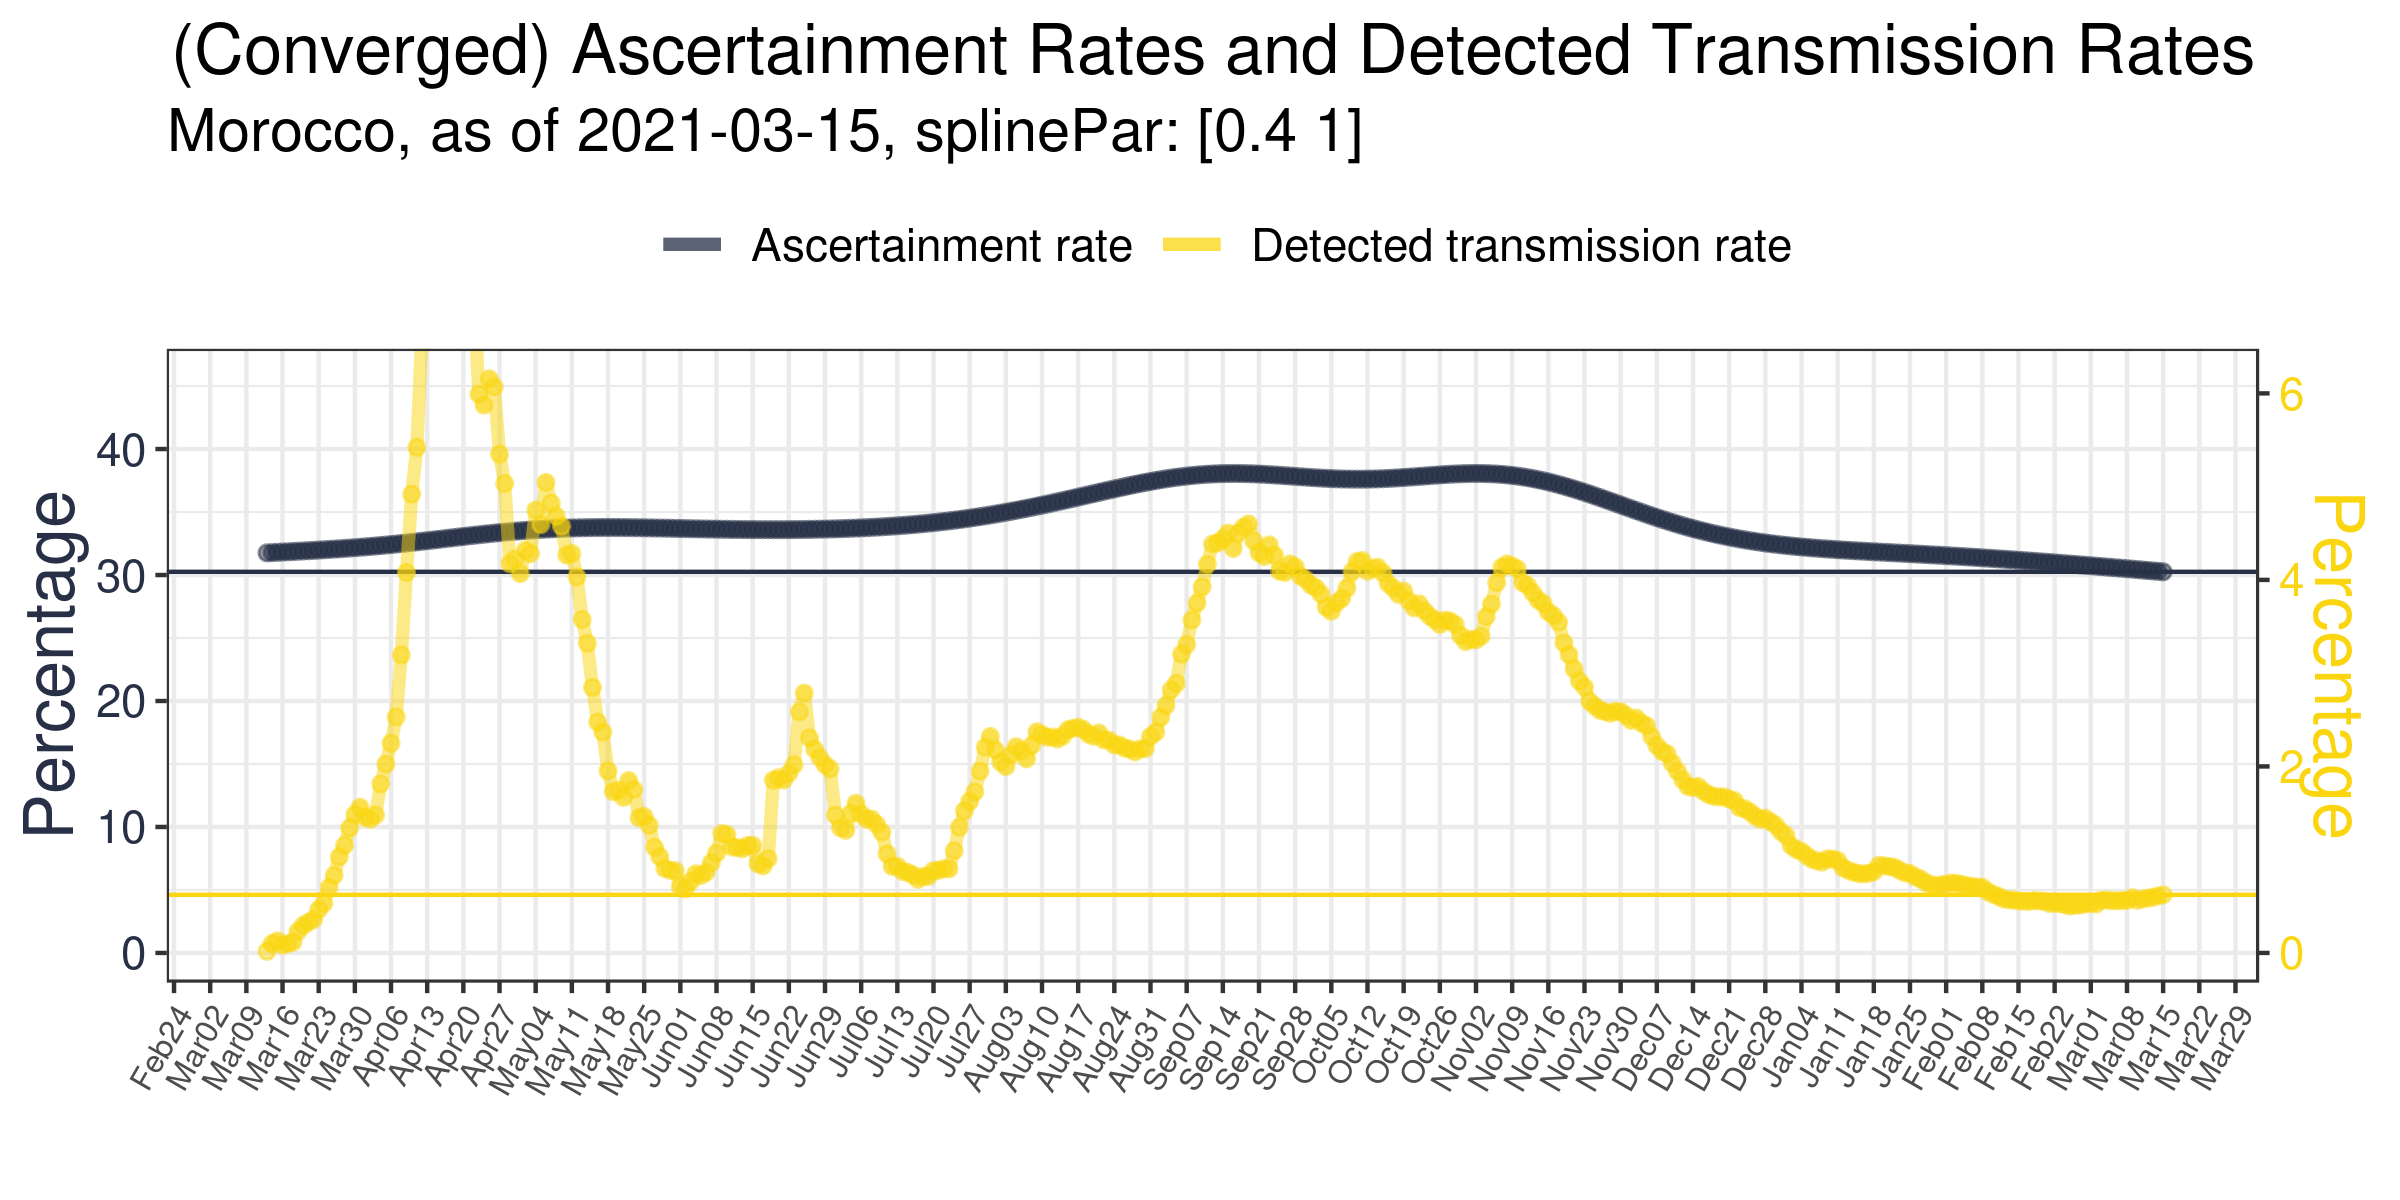 (Converged) Ascertainment Rates and Detected Transmission Rates
Morocco, as of 2021-03-15, splinePar: [0.4 1]
Ascertainment rate
Detected transmission rate
Percentage
40
30
20
10
0
6
4
2
0
Percentage
Feb24
Mar02
Mar09
Mar16
Mar23
Mar30
Apr06
Apr13
Apr20
Apr27
May04
May11
May18
May25
Jun01
Jun08
Jun15
Jun22
Jun29
Jul06
Jul13
Jul20
Jul27
Aug03
Aug10
Aug17
Aug24
Aug31
Sep07
Sep14
Sep21
Sep28
Oct05
Oct12
Oct19
Oct26
Nov02
Nov09
Nov16
Nov23
Nov30
Dec07
Dec14
Dec21
Dec28
Jan04
Jan11
Jan18
Jan25
Feb01
Feb08
Feb15
Feb22
Mar01
Mar08
Mar15
Mar22
Mar29